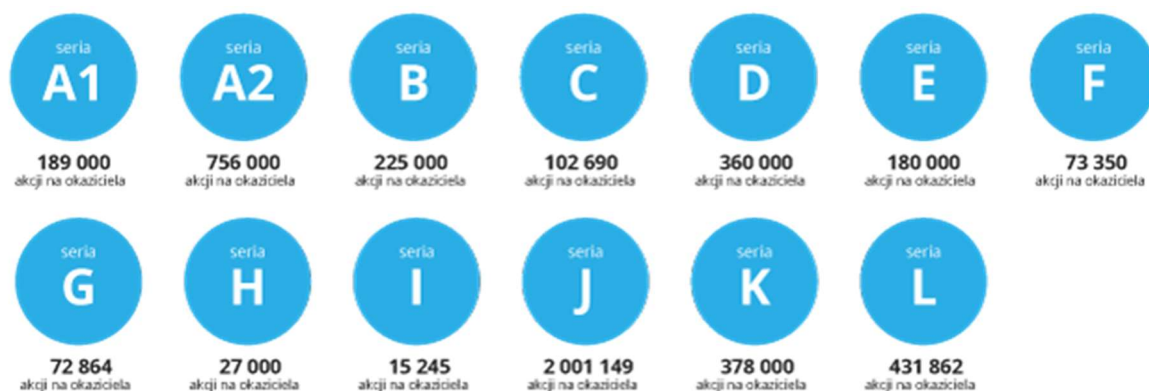 seria
A1
189 000
akcji na okaziciela
seria
A2
756 000
akcji na okaziciela
seria
B
225 000
akcji na okaziciela
seria
C
102 690
akcji na okaziciela
seria
D
360 000
akcji na okaziciela
seria
E
180 000
akcji na okaziciela
seria
F
73 350
akcji na okaziciela
seria
G
72 864
akcji na okaziciela
seria
H
27 000
akcji na okaziciela
seria
I
15 245
akcji na okaziciela
seria
J
2 001 149
akcji na okaziciela
seria
K
378 000
akcji na okaziciela
seria
L
431 862
akcji na okaziciela